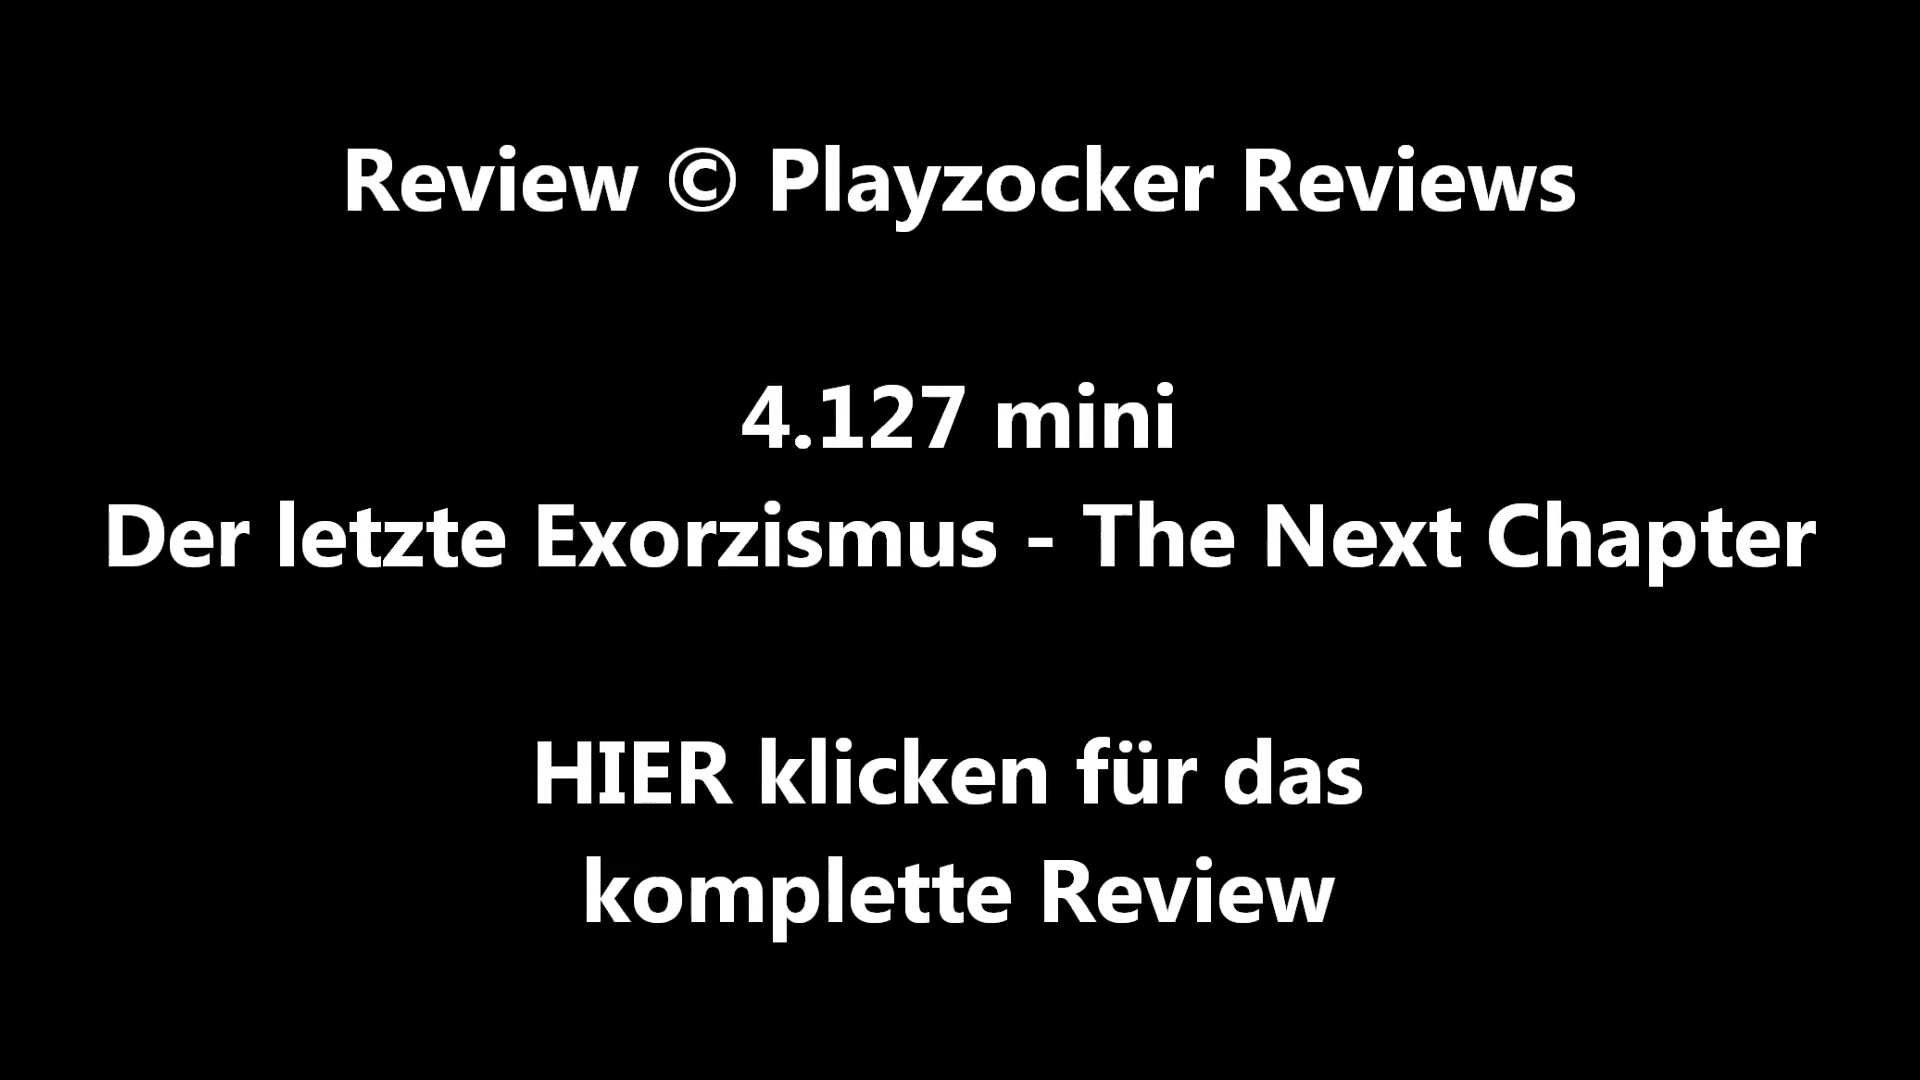 Review © Playzocker Reviews
4.127 mini
Der letzte Exorzismus - The Next Chapter
HIER klicken für das
komplette Review